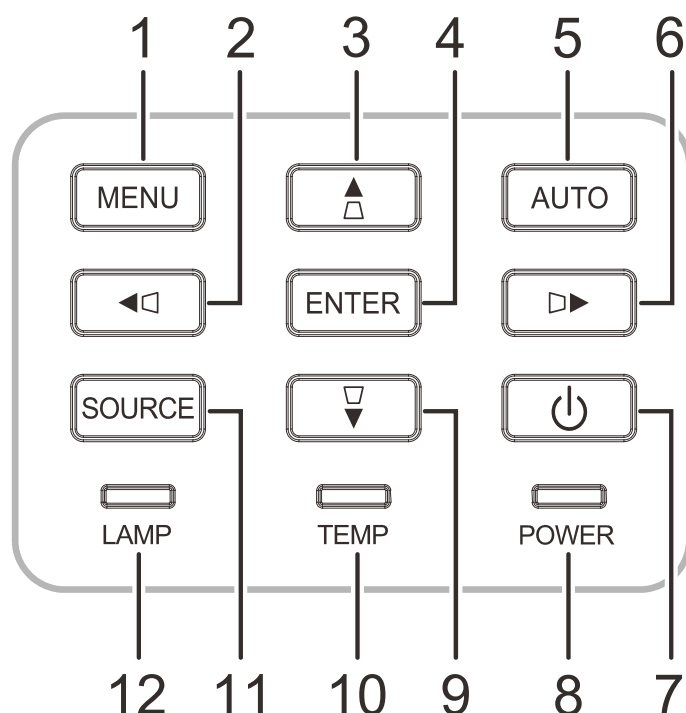 1 2 3 4 5 6
MENU AUTO
ENTER
SOURCE
LAMP TEMP POWER
12 11 10 9 8 7